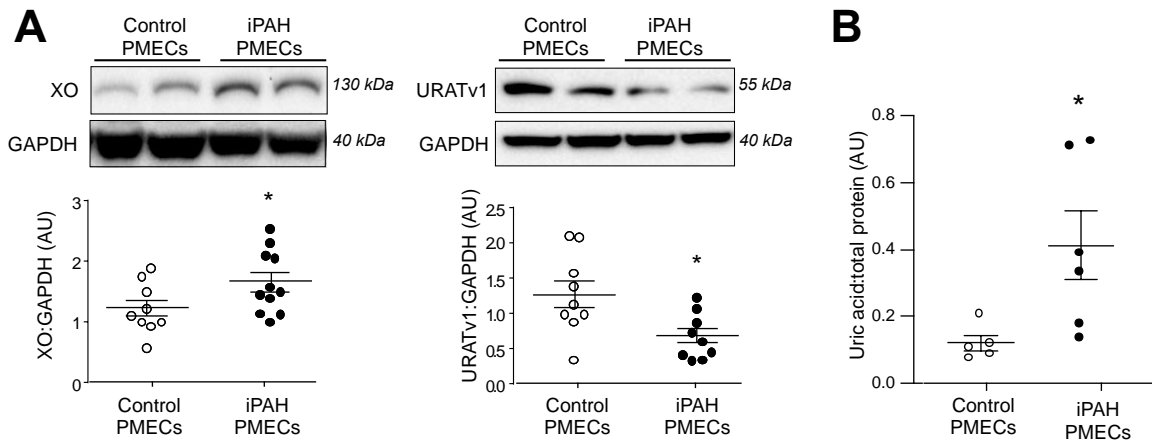 A
Control
PMECs
iPAH
PMECs
XO
130 kDa
GAPDH
40 kDa
XO:GAPDH (AU)
3
2
1
0
*
Control
PMECs
iPAH
PMECs
Control
PMECs
iPAH
PMECs
URATv1
55 kDa
GAPDH
40 kDa
URATv1:GAPDH (AU)
2.5
2.0
1.5
1.0
0.5
0.0
*
Control
PMECs
iPAH
PMECs
B
Uric acid:total protein (AU)
0.8
0.6
0.4
0.2
0.0
*
Control
PMECs
iPAH
PMECs